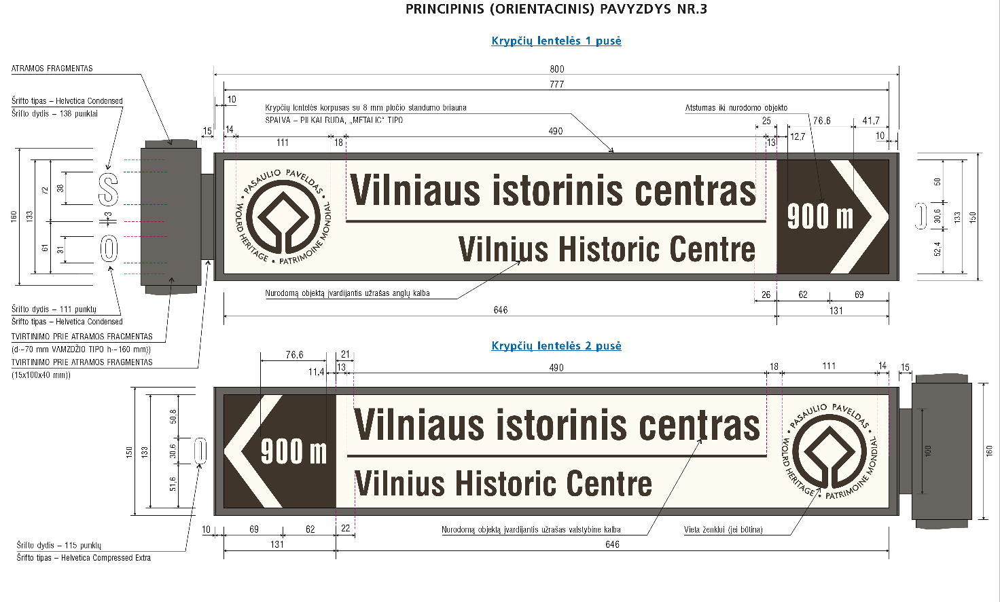 PRINCIPINIS (ORIENTACINIS) PAVYZDYS NR.3
Krypčių lentelės 1 pusė
ATRAMOS FRAGMENTAS
800
777
Šrifto tipas – Helvetica Condensed
Šrifto dydis – 138 punktai
10
Krypčių lentelės korpusas su 8 mm pločio standumo briauna
SPALVA – PILKAI RUDA, „METALIC“ TIPO
Atstumas iki nurodomo objekto
15
14
111
18
490
25
13
12,7
76,6
41,7
10
160
133
72
61
38
3
31
S
0
PASAULIO PAVELDAS • PATRIMOINE MONDIAL • WOLRD HERITAGE
Vilniaus istorinis centras
Vilnius Historic Centre
900 m
0
50
30,6
52,4
133
150
Nurodomą objektą įvardijantis užrašas anglų kalba
26
62
69
646
131
Šrifto dydis – 111 punktų
Šrifto tipas – Helvetica Condensed
TVIRTINIMO PRIE ATRAMOS FRAGMENTAS
(d-~70 mm VAMZDŽIO TIPO h-~160 mm))
TVIRTINIMO PRIE ATRAMOS FRAGMENTAS
(15x100x40 mm))
Krypčių lentelės 2 pusė
76,6
21
11,4
13
490
18
111
14
15
150
133
50,8
30,6
51,6
0
900 m
Vilniaus istorinis centras
Vilnius Historic Centre
PASAULIO PAVELDAS • PATRIMOINE MONDIAL • WOLRD HERITAGE
100
160
10
69
62
22
Nurodomą objektą įvardijantis užrašas valstybine kalba
Vieta ženklui (jei būtina)
131
646
Šrifto dydis – 115 punktų
Šrifto tipas – Helvetica Compressed Extra